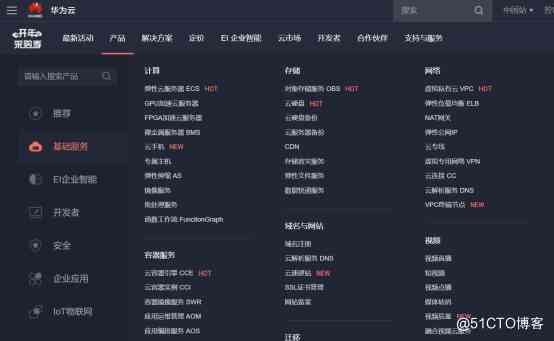 华为云
搜索
中国站
开年
采购季
最新活动 产品 解决方案 定价 EI 企业智能 云市场 开发者 合作伙伴 支持与服务
请输入搜索产品
推荐
基础服务
EI企业智能
开发者
安全
企业应用
IoT物联网
计算
弹性云服务器 ECS HOT
GPU加速云服务器
FPGA加速云服务器
裸金属服务器 BMS
云手机 NEW
专属主机
弹性伸缩 AS
镜像服务
批处理服务
函数工作流 FunctionGraph
容器服务
云容器引擎 CCE HOT
云容器实例 CCI
容器镜像服务 SWR
应用运维管理 AOM
应用编排服务 AOS
存储
对象存储服务 OBS HOT
云硬盘 HOT
云硬盘备份
云服务器备份
CDN
存储容灾服务
弹性文件服务
数据快递服务
域名与网站
域名注册
云解析服务 DNS
云速建站 NEW
SSL证书管理
网站备案
迁移
网络
虚拟私有云 VPC HOT
弹性负载均衡 ELB
NAT网关
弹性公网IP
云专线
虚拟专用网络 VPN
云连接 CC
云解析服务 DNS
VPC终端节点 NEW
视频
视频直播
短视频
视频点播
媒体转码
视频监控 NEW
融合视频云服务
@51CTO博客